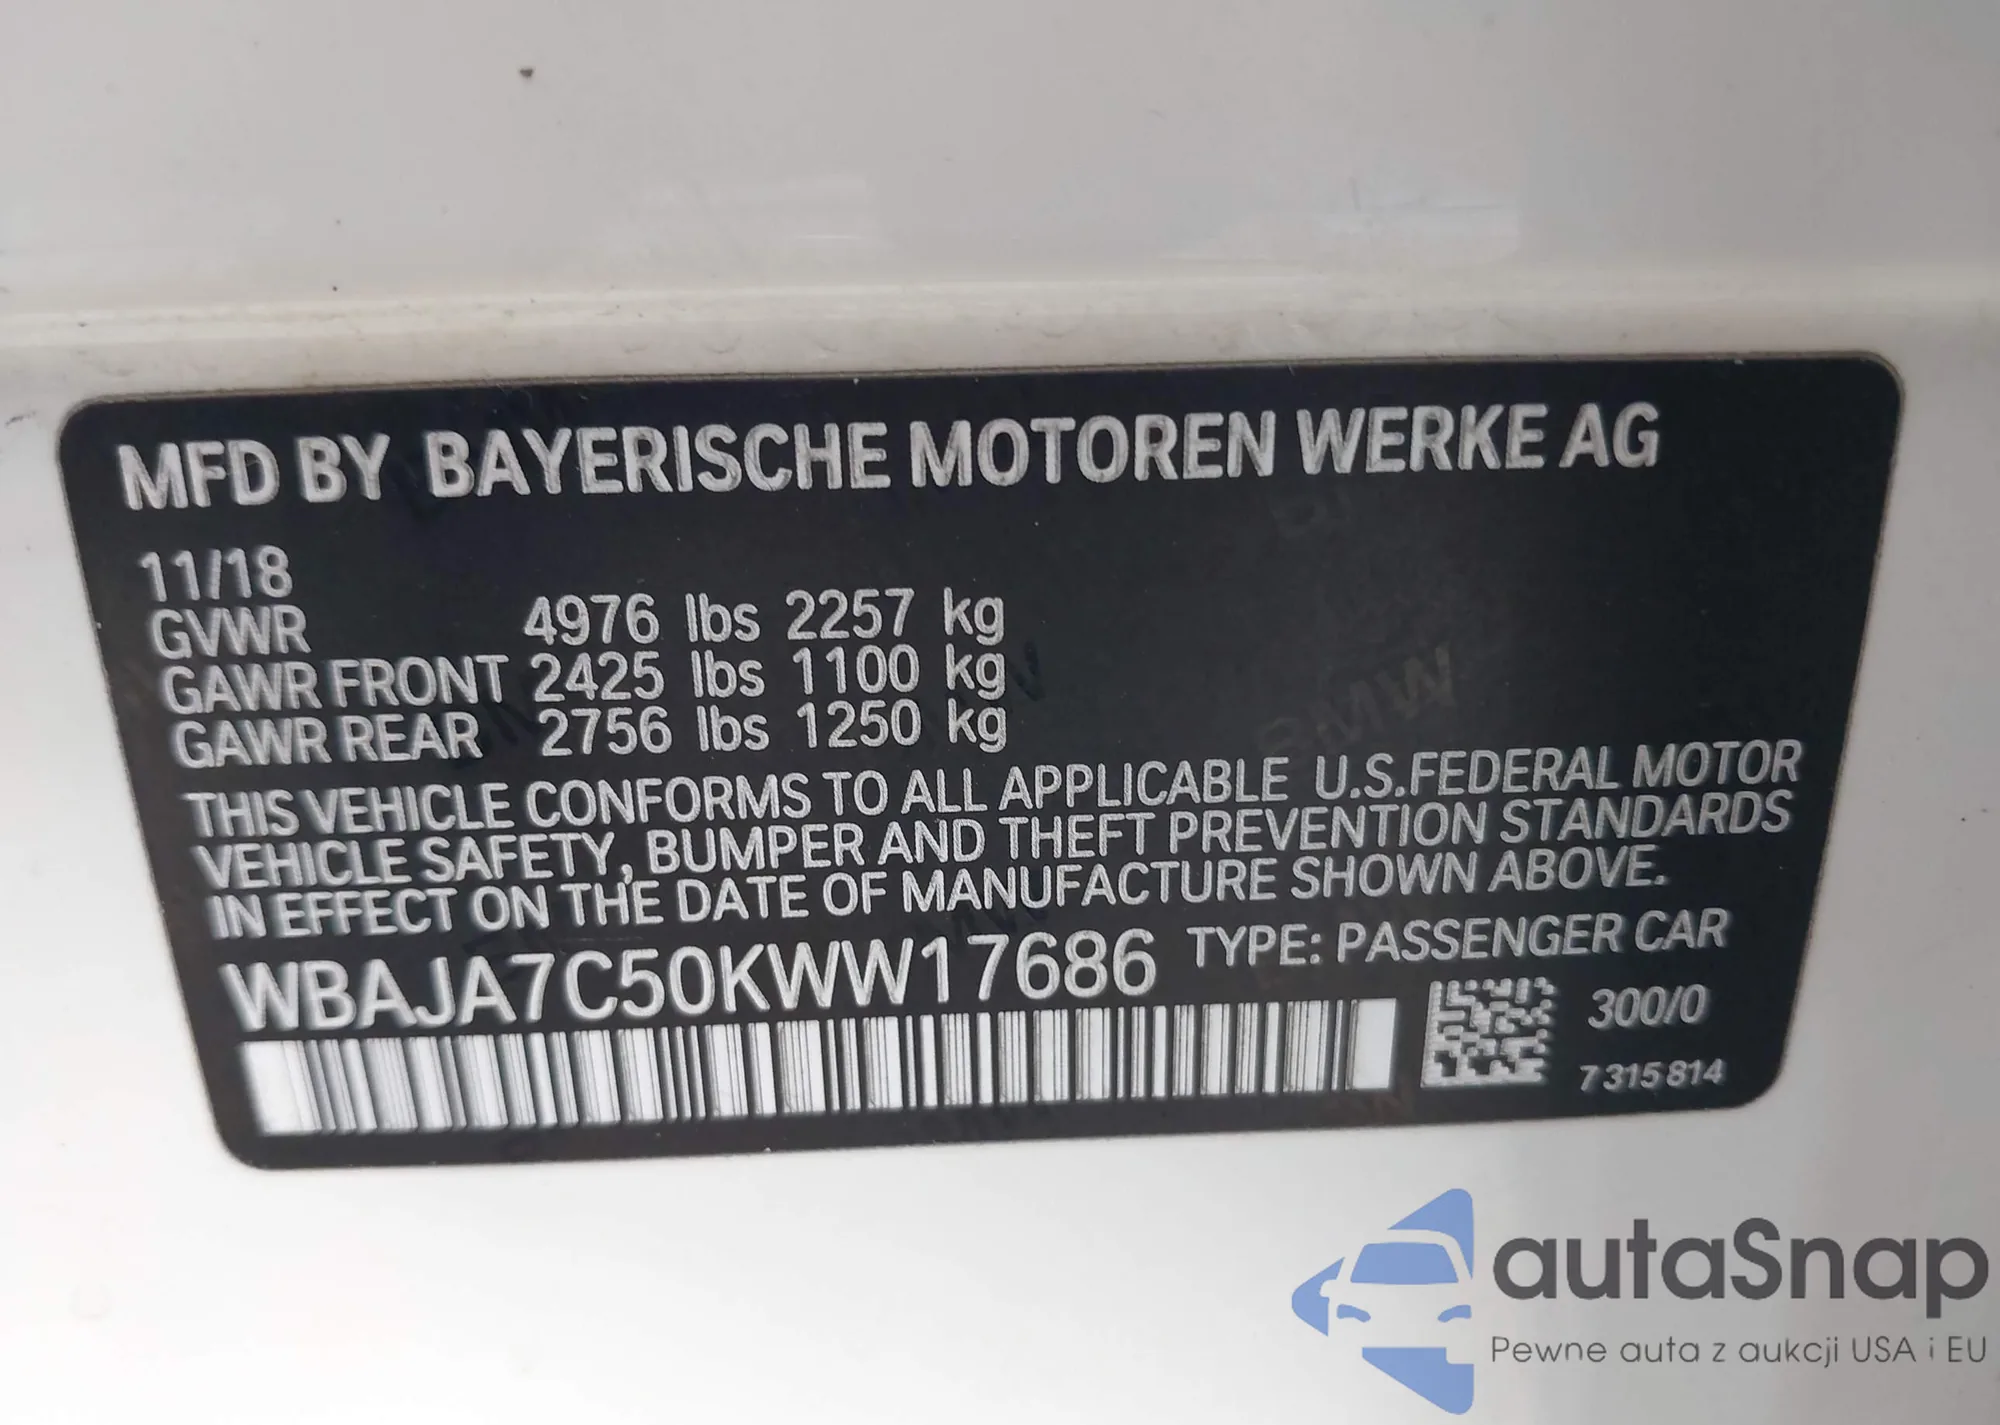 MFD BY BAYERISCHE MOTOREN WERKE AG
11/18
GVWR 4976 lbs 2257 kg
GAWR FRONT 2425 lbs 1100 kg
GAWR REAR 2756 lbs 1250 kg
THIS VEHICLE CONFORMS TO ALL APPLICABLE U.S.FEDERAL MOTOR
VEHICLE SAFETY, BUMPER AND THEFT PREVENTION STANDARDS
IN EFFECT ON THE DATE OF MANUFACTURE SHOWN ABOVE.
WBAJA7C50KWW17686 TYPE: PASSENGER CAR
300/0
7315814
autaSnap
Pewne auta z aukcji USA i EU